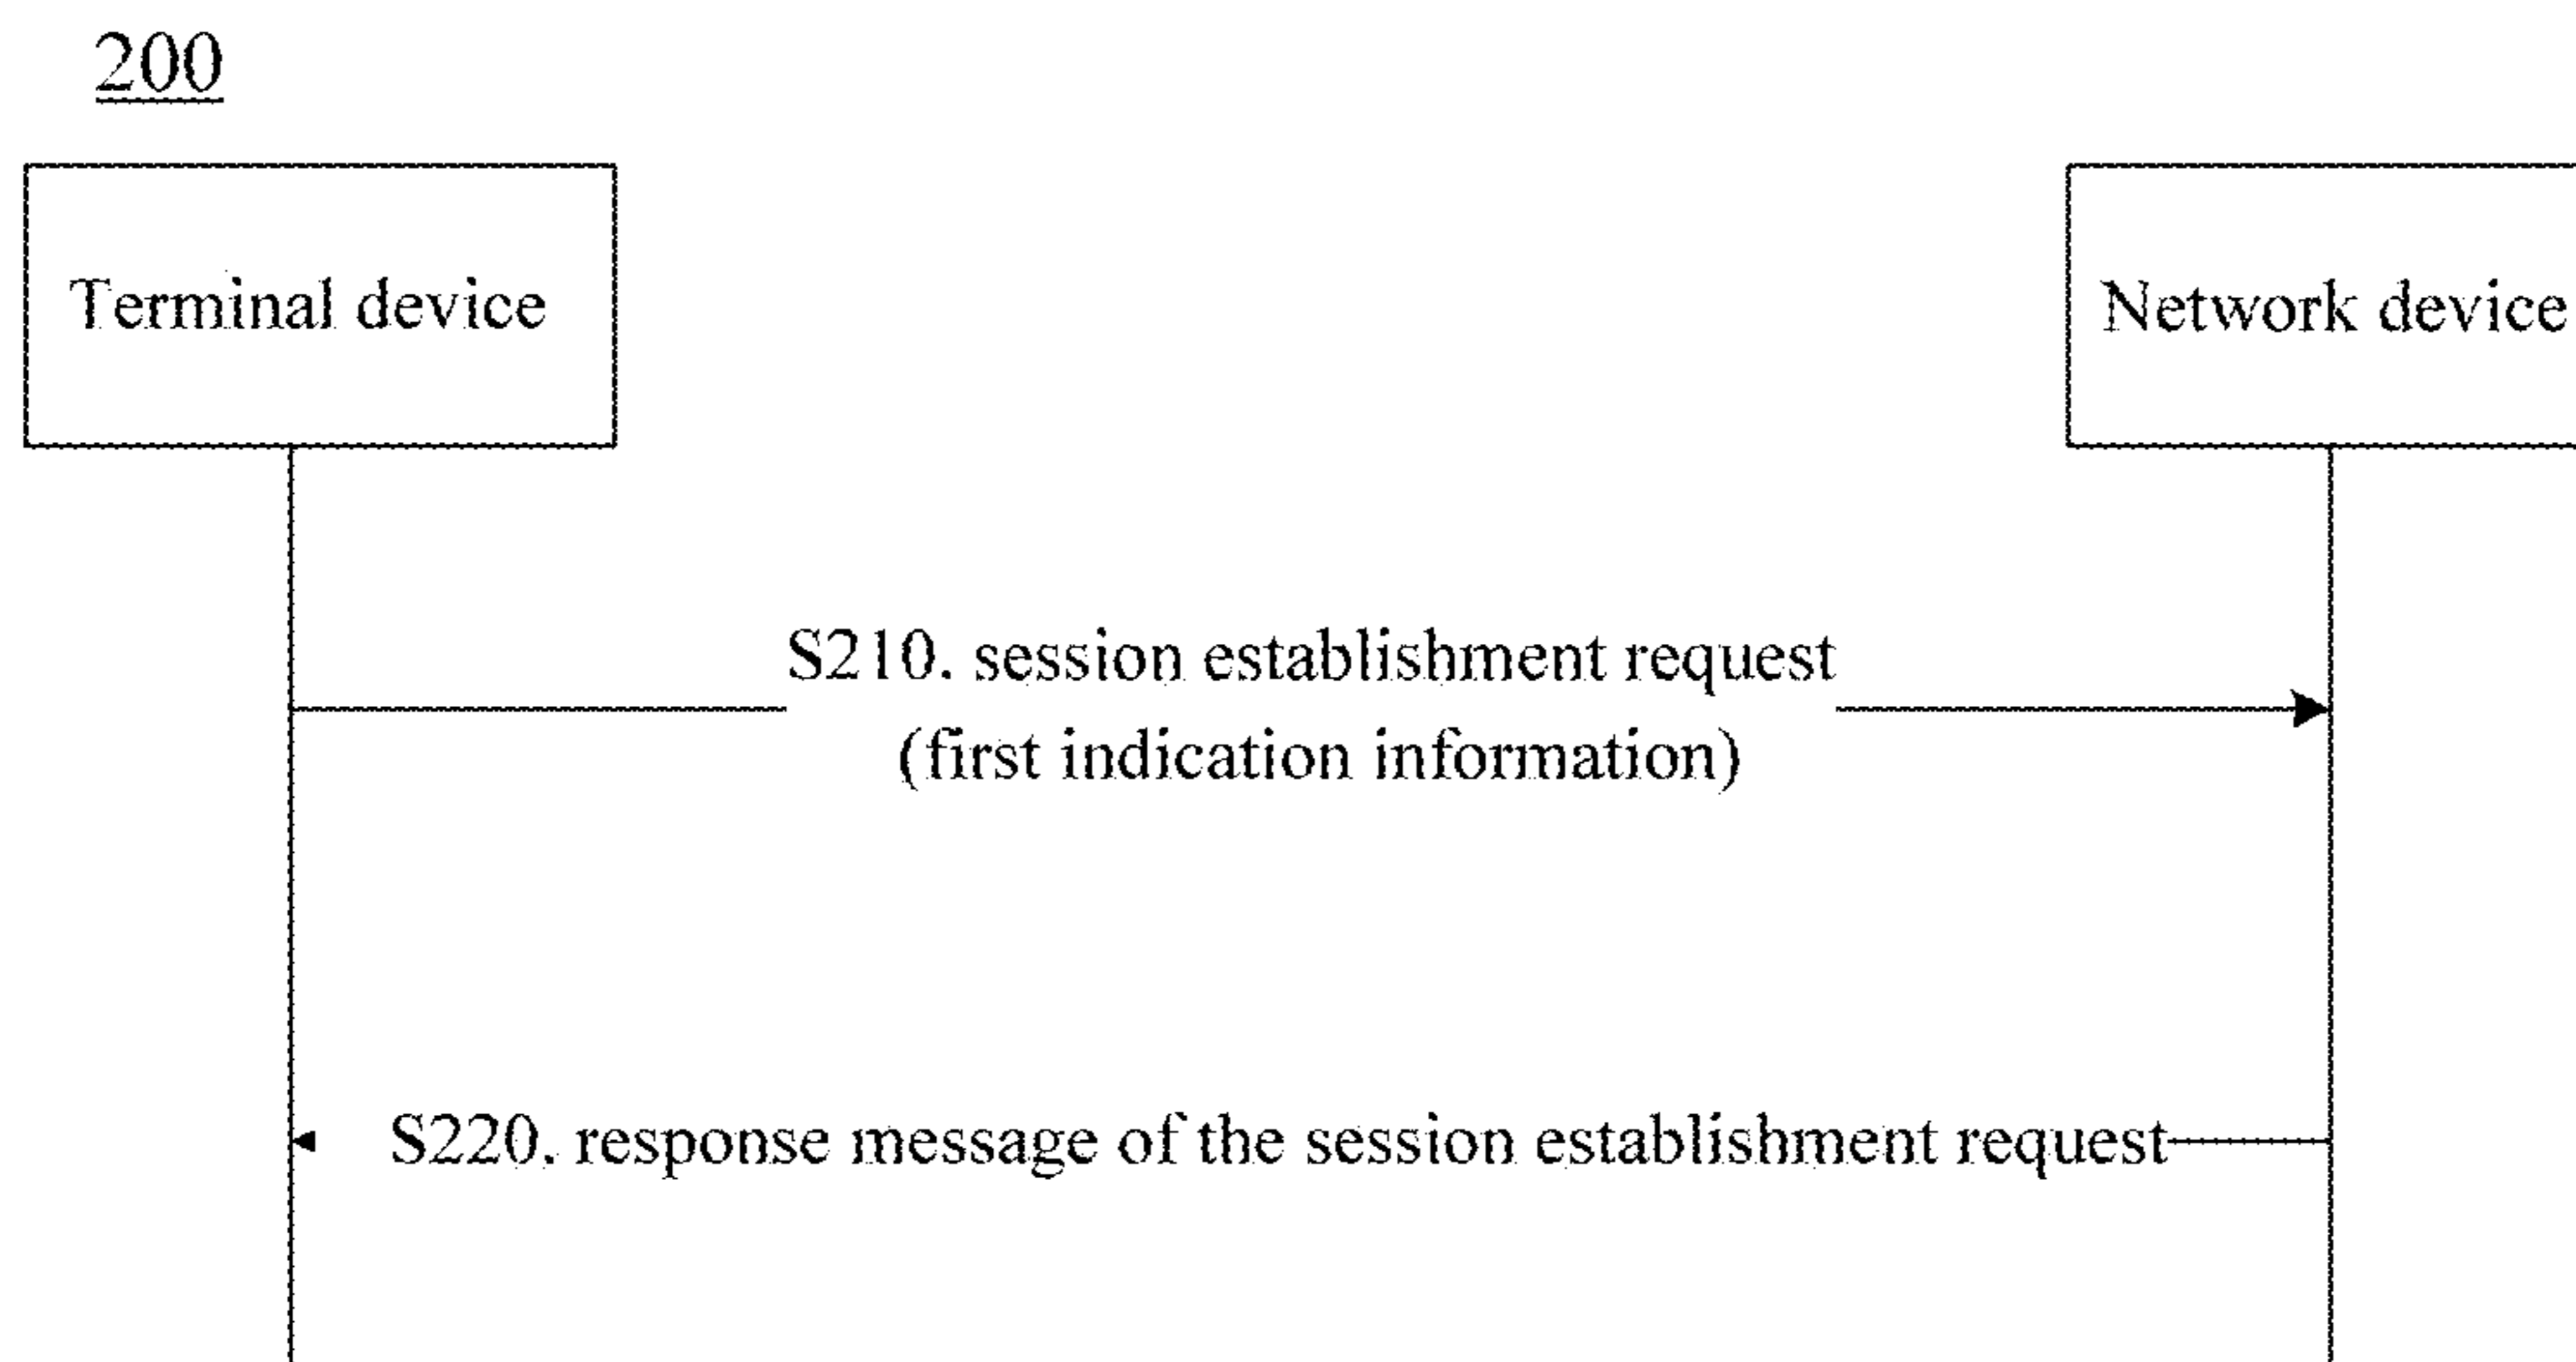 200
Terminal device
Network device
S210. session establishment request
(first indication information)
S220. response message of the session establishment request